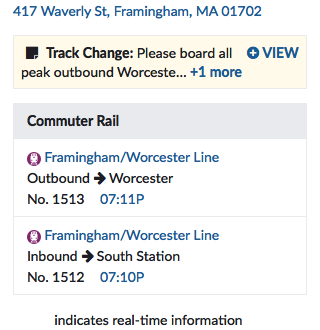 417 Waverly St, Framingham, MA 01702
Track Change: Please board all VIEW
peak outbound Worceste... +1 more
Commuter Rail
Framingham/Worcester Line
Outbound → Worcester
No. 1513 07:11P
Framingham/Worcester Line
Inbound → South Station
No. 1512 07:10P
indicates real-time information